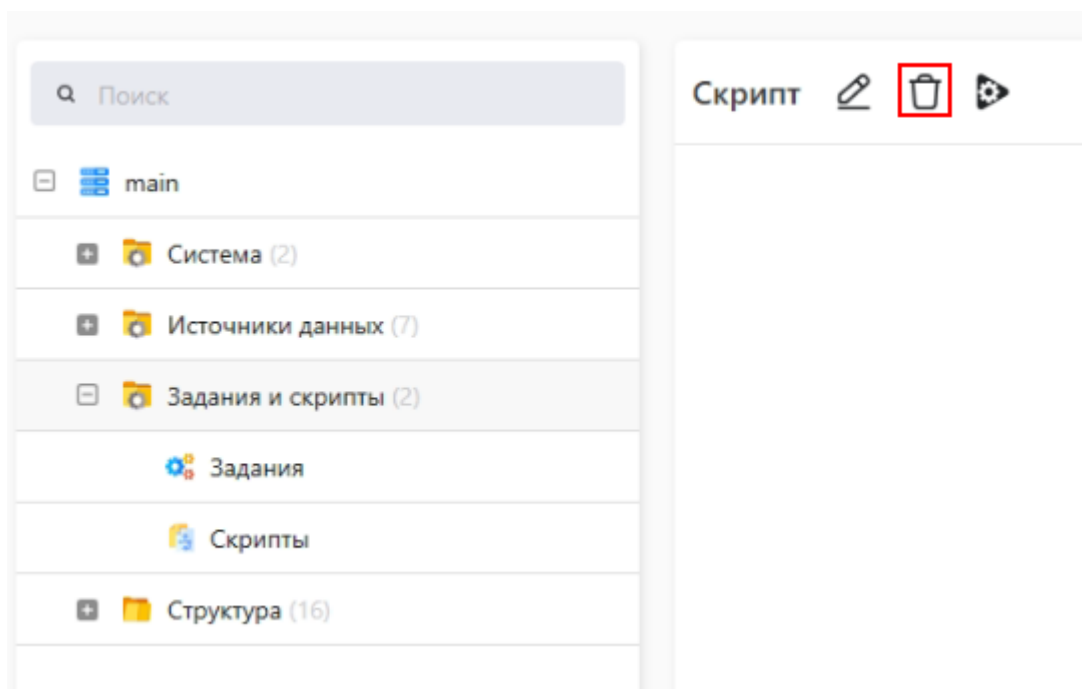 Поиск
main
Система (2)
Источники данных (7)
Задания и скрипты (2)
Задания
Скрипты
Структура (16)
Скрипт